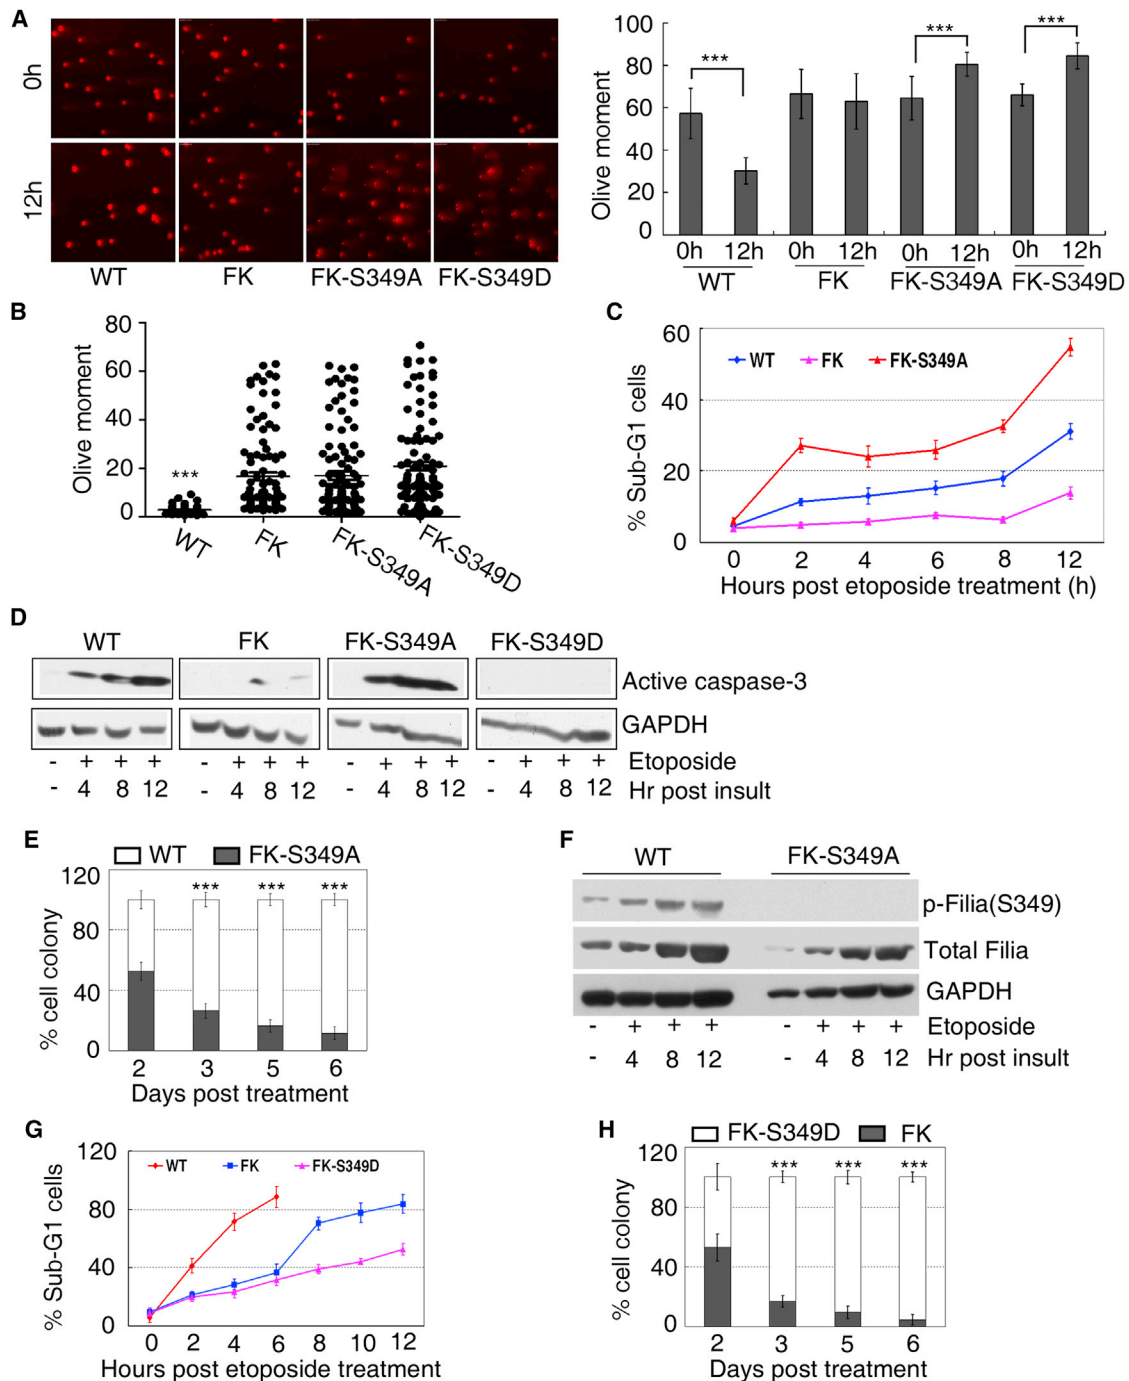 A
0h
12h
WT FK FK-S349A FK-S349D
Olive moment
100
80
60
40
20
0
*** *** ***
0h 12h 0h 12h 0h 12h 0h 12h
WT FK FK-S349A FK-S349D
B
Olive moment
80
60
40
20
0
***
WT FK FK-S349A FK-S349D
C
% Sub-G1 cells
60
40
20
0
WT FK FK-S349A
0 2 4 6 8 12
Hours post etoposide treatment (h)
D
WT FK FK-S349A FK-S349D
Active caspase-3
GAPDH
- + + + - + + + - + + + - + + + Etoposide
- 4 8 12 - 4 8 12 - 4 8 12 - 4 8 12 Hr post insult
E
WT FK-S349A
% cell colony
120
80
40
0
*** *** ***
2 3 5 6
Days post treatment
F
WT FK-S349A
p-Filia(S349)
Total Filia
GAPDH
- + + + - + + + Etoposide
- 4 8 12 - 4 8 12 Hr post insult
G
% Sub-G1 cells
120
80
40
0
WT FK FK-S349D
0 2 4 6 8 10 12
Hours post etoposide treatment
H
FK-S349D FK
% cell colony
120
80
40
0
*** *** ***
2 3 5 6
Days post treatment